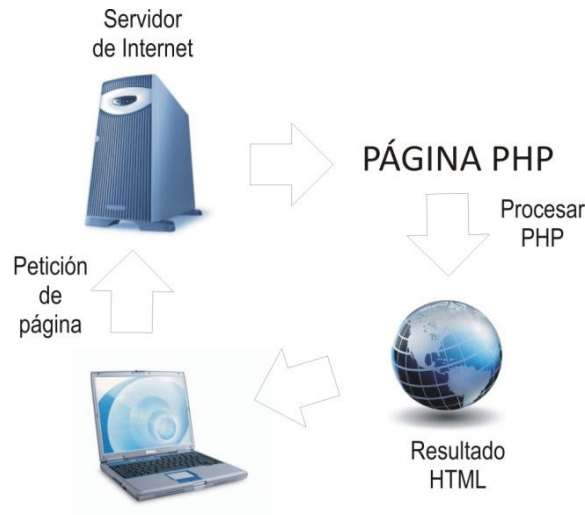 Servidor
de Internet
PÁGINA PHP
Procesar
PHP
Petición
de
página
Resultado
HTML